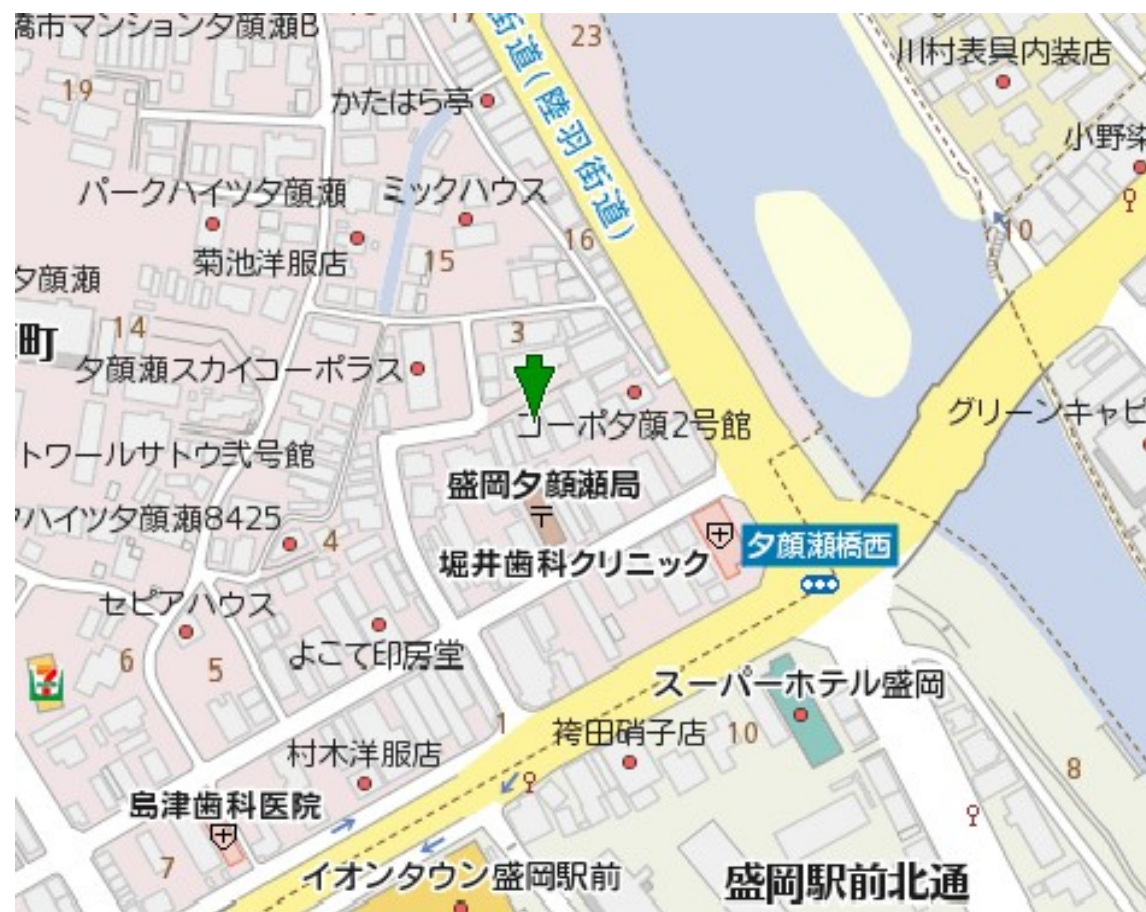 橋市マンション夕顔瀬B
17
23
街道(陸羽街道)
川村表具内装店
19
かたはら亭
小野染
パークハイツ夕顔瀬
ミックハウス
菊池洋服店
15
16
10
夕顔瀬
町
14
3
夕顔瀬スカイコーポラス
コーポ夕顔2号館
グリーンキャピ
トワールサトウ弐号館
盛岡夕顔瀬局
〒
ハイツ夕顔瀬8425
4
堀井歯科クリニック
夕顔瀬橋西
セピアハウス
よこて印房堂
6
5
7
スーパーホテル盛岡
1
袴田硝子店
10
村木洋服店
8
島津歯科医院
7
イオンタウン盛岡駅前
盛岡駅前北通